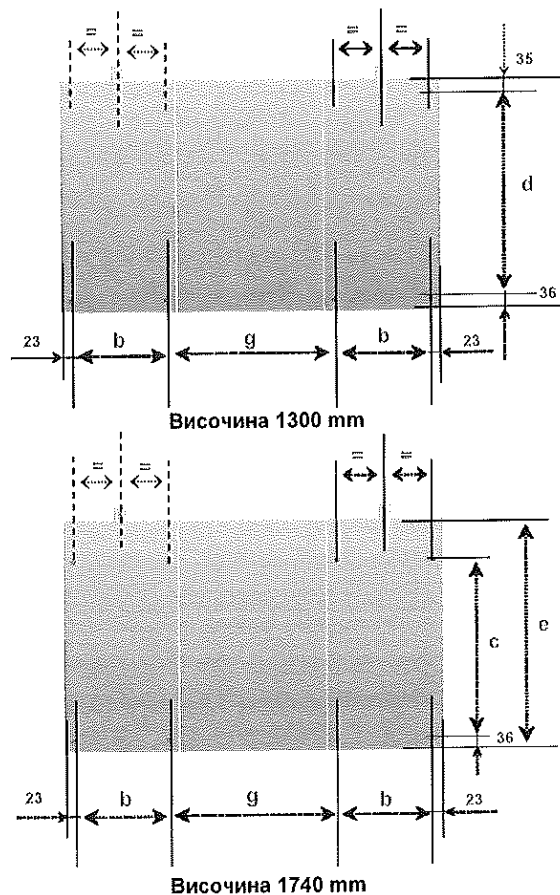 = =
= =
35
d
36
23
b
g
b
23
Височина 1300 mm
= =
= =
e
c
36
23
b
g
b
23
Височина 1740 mm